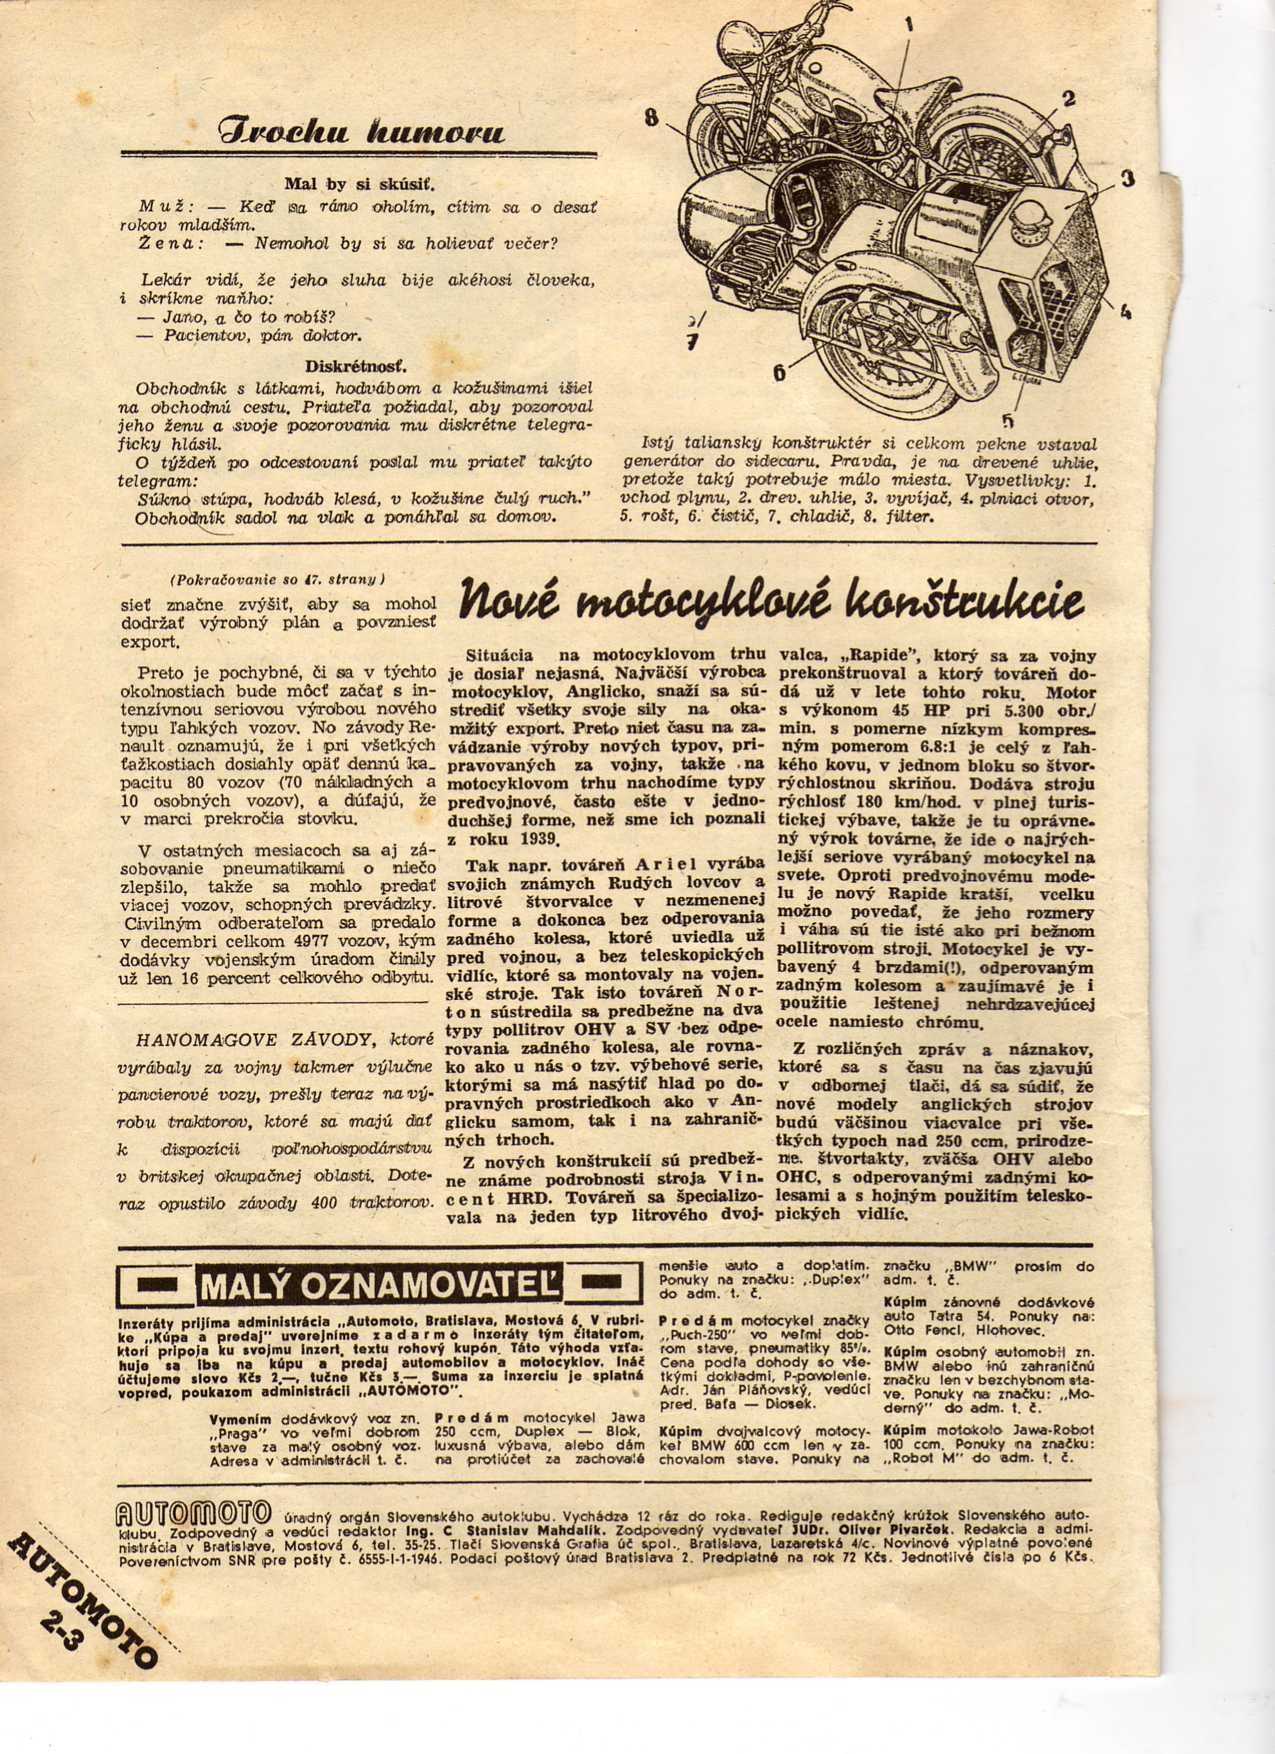 Trochu humoru
Mal by si skúsiť.
Muž: — Keď sa ráno oholím, cítim sa o desať
rokov mladším.
Žena: — Nemohol by si sa holievať večer?
Lekár vidí, že jeho sluha bije akéhosi človeka,
i skríkne naňho:
— Jano, a čo to robíš?
— Pacientov, pán doktor.
Diskrétnosť.
Obchodník s látkami, hodvábom a kožušinami išiel
na obchodnú cestu. Priateľa požiadal, aby pozoroval
jeho ženu a svoje pozorovania mu diskrétne telegra-
ficky hlásil.
O týždeň po odcestovaní poslal mu priateľ takýto
telegram:
Súkno stúpa, hodváb klesá, v kožušine čulý ruch."
Obchodník sadol na vlak a ponáhľal sa domov.
1
2
3
4
5
6
7
8
Istý taliansky konštruktér si celkom pekne vstaval
generátor do sidecaru. Pravda, je na drevené uhlie,
pretože taký potrebuje málo miesta. Vysvetlivky: 1.
vchod plynu, 2. drev. uhlie, 3. vyvíjač, 4. plniaci otvor,
5. rošt, 6. čistič, 7. chladič, 8. filter.
(Pokračovanie so 17. strany)
sieť značne zvýšiť, aby sa mohol
dodržať výrobný plán a povzniesť
export.
Preto je pochybné, či sa v týchto
okolnostiach bude môcť začať s in-
tenzívnou seriovou výrobou nového
typu ľahkých vozov. No závody Re-
nault oznamujú, že i pri všetkých
ťažkostiach dosiahly opäť dennú ka-
pacitu 80 vozov (70 nákladných a
10 osobných vozov), a dúfajú, že
v marci prekročia stovku.
V ostatných mesiacoch sa aj zá-
sobovanie pneumatikami o niečo
zlepšilo, takže sa mohlo predať
viacej vozov, schopných prevádzky.
Civilným odberateľom sa predalo
v decembri celkom 4977 vozov, kým
dodávky vojenským úradom činily
už len 16 percent celkového odbytu.
HANOMAGOVE ZÁVODY, ktoré
vyrábaly za vojny takmer výlučne
pancierové vozy, prešly teraz na vý-
robu traktorov, ktoré sa majú dať
k dispozícii poľnohospodárstvu
v britskej okupačnej oblasti. Dote-
raz opustilo závody 400 traktorov.
Nové motocyklové konštrukcie
Situácia na motocyklovom trhu
je dosiaľ nejasná. Najväčší výrobca
motocyklov, Anglicko, snaží sa sú-
strediť všetky svoje sily na oka-
mžitý export. Preto niet času na za-
vádzanie výroby nových typov, pri-
pravovaných za vojny, takže na
motocyklovom trhu nachodíme typy
predvojnové, často ešte v jedno-
duchšej forme, než sme ich poznali
z roku 1939.
Tak napr. továreň Ariel vyrába
svojich známych Rudých lovcov a
litrové štvorvalce v nezmenenej
forme a dokonca bez odperovania
zadného kolesa, ktoré uviedla už
pred vojnou, a bez teleskopických
vidlíc, ktoré sa montovaly na vojen-
ské stroje. Tak isto továreň Nor-
ton sústredila sa predbežne na dva
typy pollitrov OHV a SV bez odpe-
rovania zadného kolesa, ale rovna-
ko ako u nás o tzv. výbehové serie,
ktorými sa má nasýtiť hlad po do-
pravných prostriedkoch ako v An-
glicku samom, tak i na zahranič-
ných trhoch.
Z nových konštrukcií sú predbež-
ne známe podrobnosti stroja Vin-
cent HRD. Továreň sa špecializo-
vala na jeden typ litrového dvoj-
valca, „Rapide", ktorý sa za vojny
prekonštruoval a ktorý továreň do-
dá už v lete tohto roku. Motor
s výkonom 45 HP pri 5.300 obr./
min. s pomerne nízkym kompres-
ným pomerom 6.8:1 je celý z ľah-
kého kovu, v jednom bloku so štvor-
rýchlostnou skriňou. Dodáva stroju
rýchlosť 180 km/hod. v plnej turis-
tickej výbave, takže je tu oprávne-
ný výrok továrne, že ide o najrých-
lejší seriove vyrábaný motocykel na
svete. Oproti predvojnovému mode-
lu je nový Rapide kratší, vcelku
možno povedať, že jeho rozmery
i váha sú tie isté ako pri bežnom
pollitrovom stroji. Motocykel je vy-
bavený 4 brzdami(!), odperovaným
zadným kolesom a zaujímavé je i
použitie leštenej nehrdzavejúcej
ocele namiesto chrómu.
Z rozličných zpráv a náznakov,
ktoré sa s času na čas zjavujú
v odbornej tlači, dá sa súdiť, že
nové modely anglických strojov
budú väčšinou viacvalce pri vše-
tkých typoch nad 250 ccm, prirodze-
ne. štvortakty, zväčša OHV alebo
OHC, s odperovanými zadnými ko-
lesami a s hojným použitím telesko-
pických vidlíc.
MALÝ OZNAMOVATEĽ
Inzeráty prijíma administrácia „Automoto, Bratislava, Mostová 6. V rubri-
ke „Kúpa a predaj" uverejníme zadarmo inzeráty tým čitateľom,
ktorí pripoja ku svojmu inzert. textu rohový kupón. Táto výhoda vzťa-
huje sa iba na kúpu a predaj automobilov a motocyklov. Ináč
účtujeme slovo Kčs 2.—, tučne Kčs 3.—. Suma za inzerciu je splatná
vopred, poukazom administrácii „AUTOMOTO".
Vymením dodávkový voz zn.
„Praga" vo veľmi dobrom
stave za malý osobný voz.
Adresa v administrácii t. č.
Predám motocykel Jawa
250 ccm, Duplex — Blok,
luxusná výbava, alebo dám
na protiúčet za zachovalé
menšie auto a doplatím.
Ponuky na značku: „Duplex"
do adm. t. č.
Predám motocykel značky
„Puch-250" vo veľmi dob-
rom stave, pneumatiky 85%.
Cena podľa dohody so vše-
tkými dokladmi, P-povolenie.
Adr. Ján Pláňovský, vedúci
pred. Baťa — Diosek.
Kúpim dvojvalcový motocy-
keľ BMW 600 ccm len v za-
chovalom stave. Ponuky na
značku „BMW" prosím do
adm. t. č.
Kúpim zánovné dodávkové
auto Tatra 54. Ponuky na:
Otto Fencl, Hlohovec.
Kúpim osobný automobil zn.
BMW alebo inú zahraničnú
značku len v bezchybnom sta-
ve. Ponuky na značku: „Mo-
derný" do adm. t. č.
Kúpim motokolo Jawa-Robot
100 ccm. Ponuky na značku:
„Robot M" do adm. t. č.
AUTOMOTO úradný orgán Slovenského autoklubu. Vychádza 12 ráz do roka. Rediguje redakčný krúžok Slovenského auto-
klubu. Zodpovedný a vedúci redaktor Ing. C Stanislav Mahdalík. Zodpovedný vydavateľ JUDr. Oliver Pivarček. Redakcia a admi-
nistrácia v Bratislave, Mostová 6, tel. 35-25. Tlačí Slovenská Grafia úč spol., Bratislava, Lazaretská 4/c. Novinové výplatné povolené
Povereníctvom SNR pre pošty č. 6555-I-1-1946. Podací poštový úrad Bratislava 2. Predplatné na rok 72 Kčs. Jednotlivé čísla po 6 Kčs.
AUTOMOTO
2-3